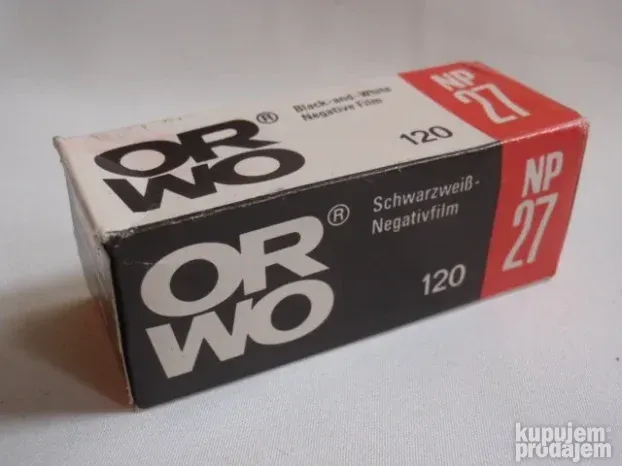 OR
WO®
Black-and-White
Negative Film
120
NP
27
OR®
WO
Schwarzweiß-
Negativfilm
120
NP
27
kupujem
prodajem